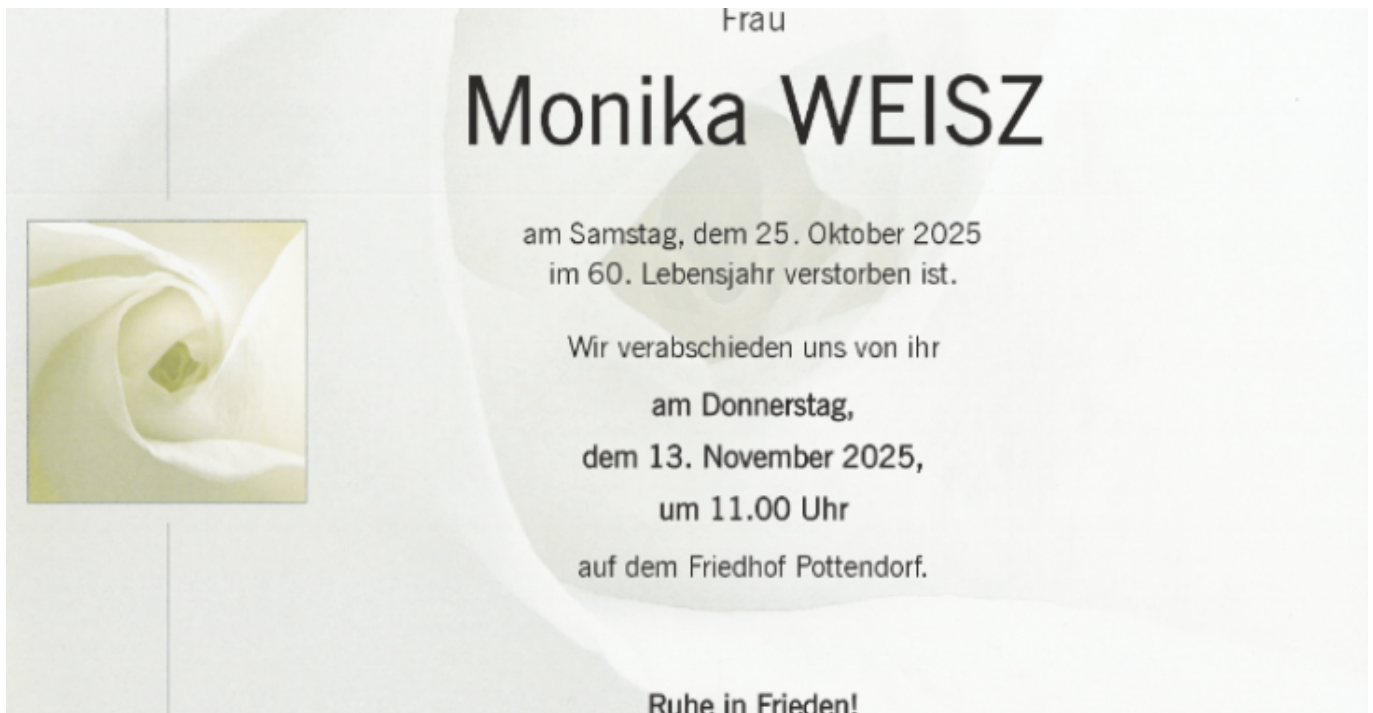 Frau
Monika WEISZ
am Samstag, dem 25. Oktober 2025
im 60. Lebensjahr verstorben ist.
Wir verabschieden uns von ihr
am Donnerstag,
dem 13. November 2025,
um 11.00 Uhr
auf dem Friedhof Pottendorf.
Ruhe in Frieden!